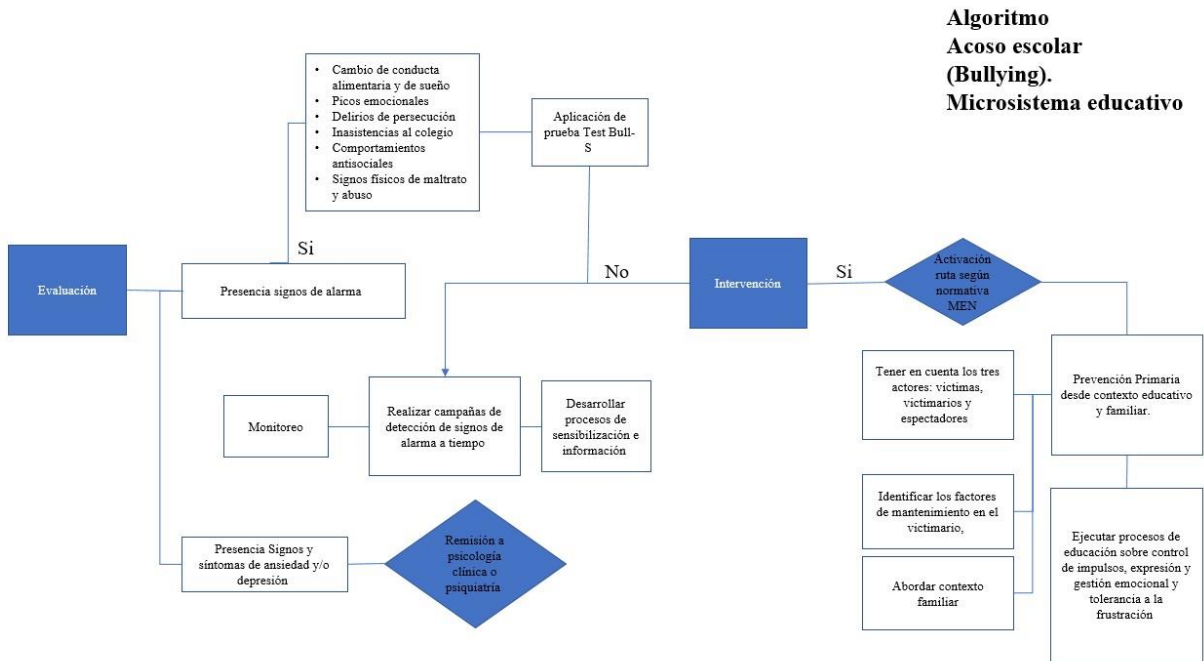 Algoritmo
Acoso escolar
(Bullying).
Microsistema educativo
• Cambio de conducta
alimentaria y de sueño
• Picos emocionales
• Delirios de persecución
• Inasistencias al colegio
• Comportamientos
antisociales
• Signos físicos de maltrato
y abuso
Aplicación de
prueba Test Bull-
S
Si
Evaluación
Presencia signos de alarma
No
Intervención
Si
Activación
ruta según
normativa
MEN
Monitoreo
Realizar campañas de
detección de signos de
alarma a tiempo
Desarrollar
procesos de
sensibilización e
información
Tener en cuenta los tres
actores: víctimas,
victimarios y
espectadores
Prevención Primaria
desde contexto educativo
y familiar.
Identificar los factores
de mantenimiento en el
victimario,
Abordar contexto
familiar
Ejecutar procesos de
educación sobre control
de impulsos, expresión y
gestión emocional y
tolerancia a la
frustración
Presencia Signos y
síntomas de ansiedad y/o
depresión
Remisión a
psicología
clínica o
psiquiatría